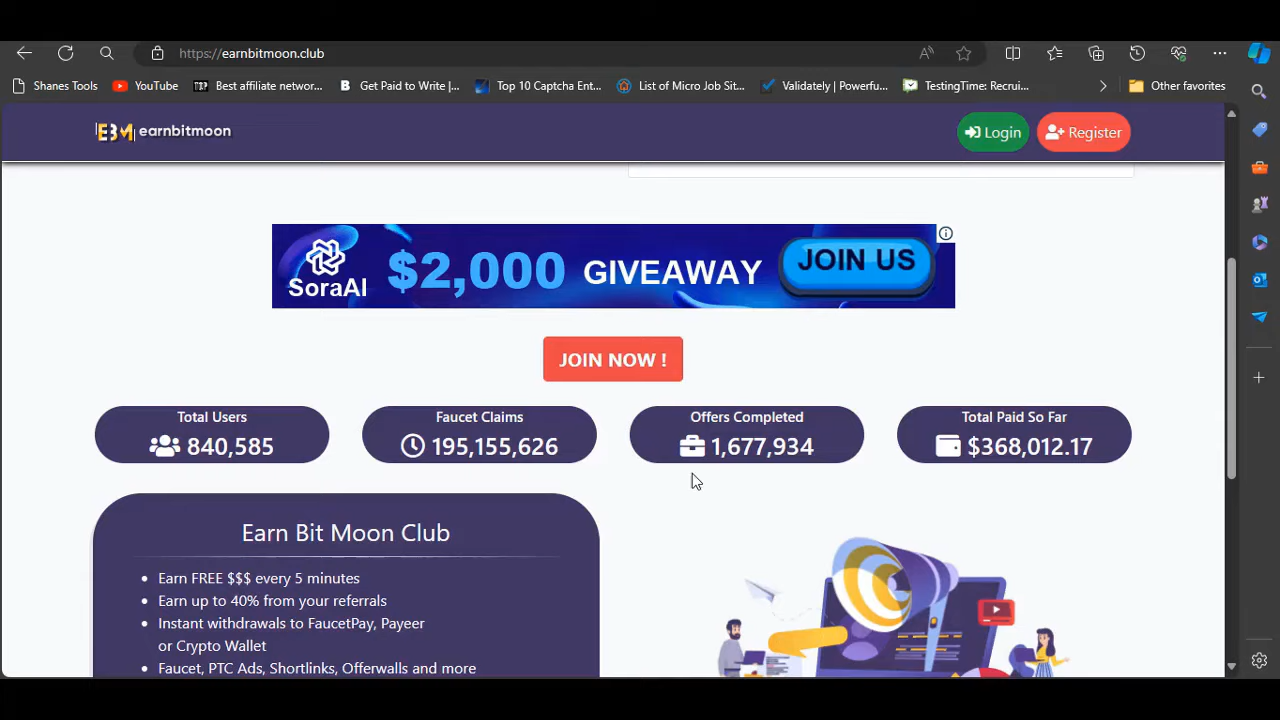 https://earnbitmoon.club
Shanes Tools
YouTube
Best affiliate networ...
Get Paid to Write |...
Top 10 Captcha Ent...
List of Micro Job Sit...
Validately | Powerfu...
TestingTime: Recrui...
Other favorites
EBM earnbitmoon
Login
Register
SoraAI
$2,000 GIVEAWAY
JOIN US
JOIN NOW !
Total Users
840,585
Faucet Claims
195,155,626
Offers Completed
1,677,934
Total Paid So Far
$368,012.17
Earn Bit Moon Club
• Earn FREE $$$ every 5 minutes
• Earn up to 40% from your referrals
• Instant withdrawals to FaucetPay, Payeer
or Crypto Wallet
• Faucet, PTC Ads, Shortlinks, Offerwalls and more